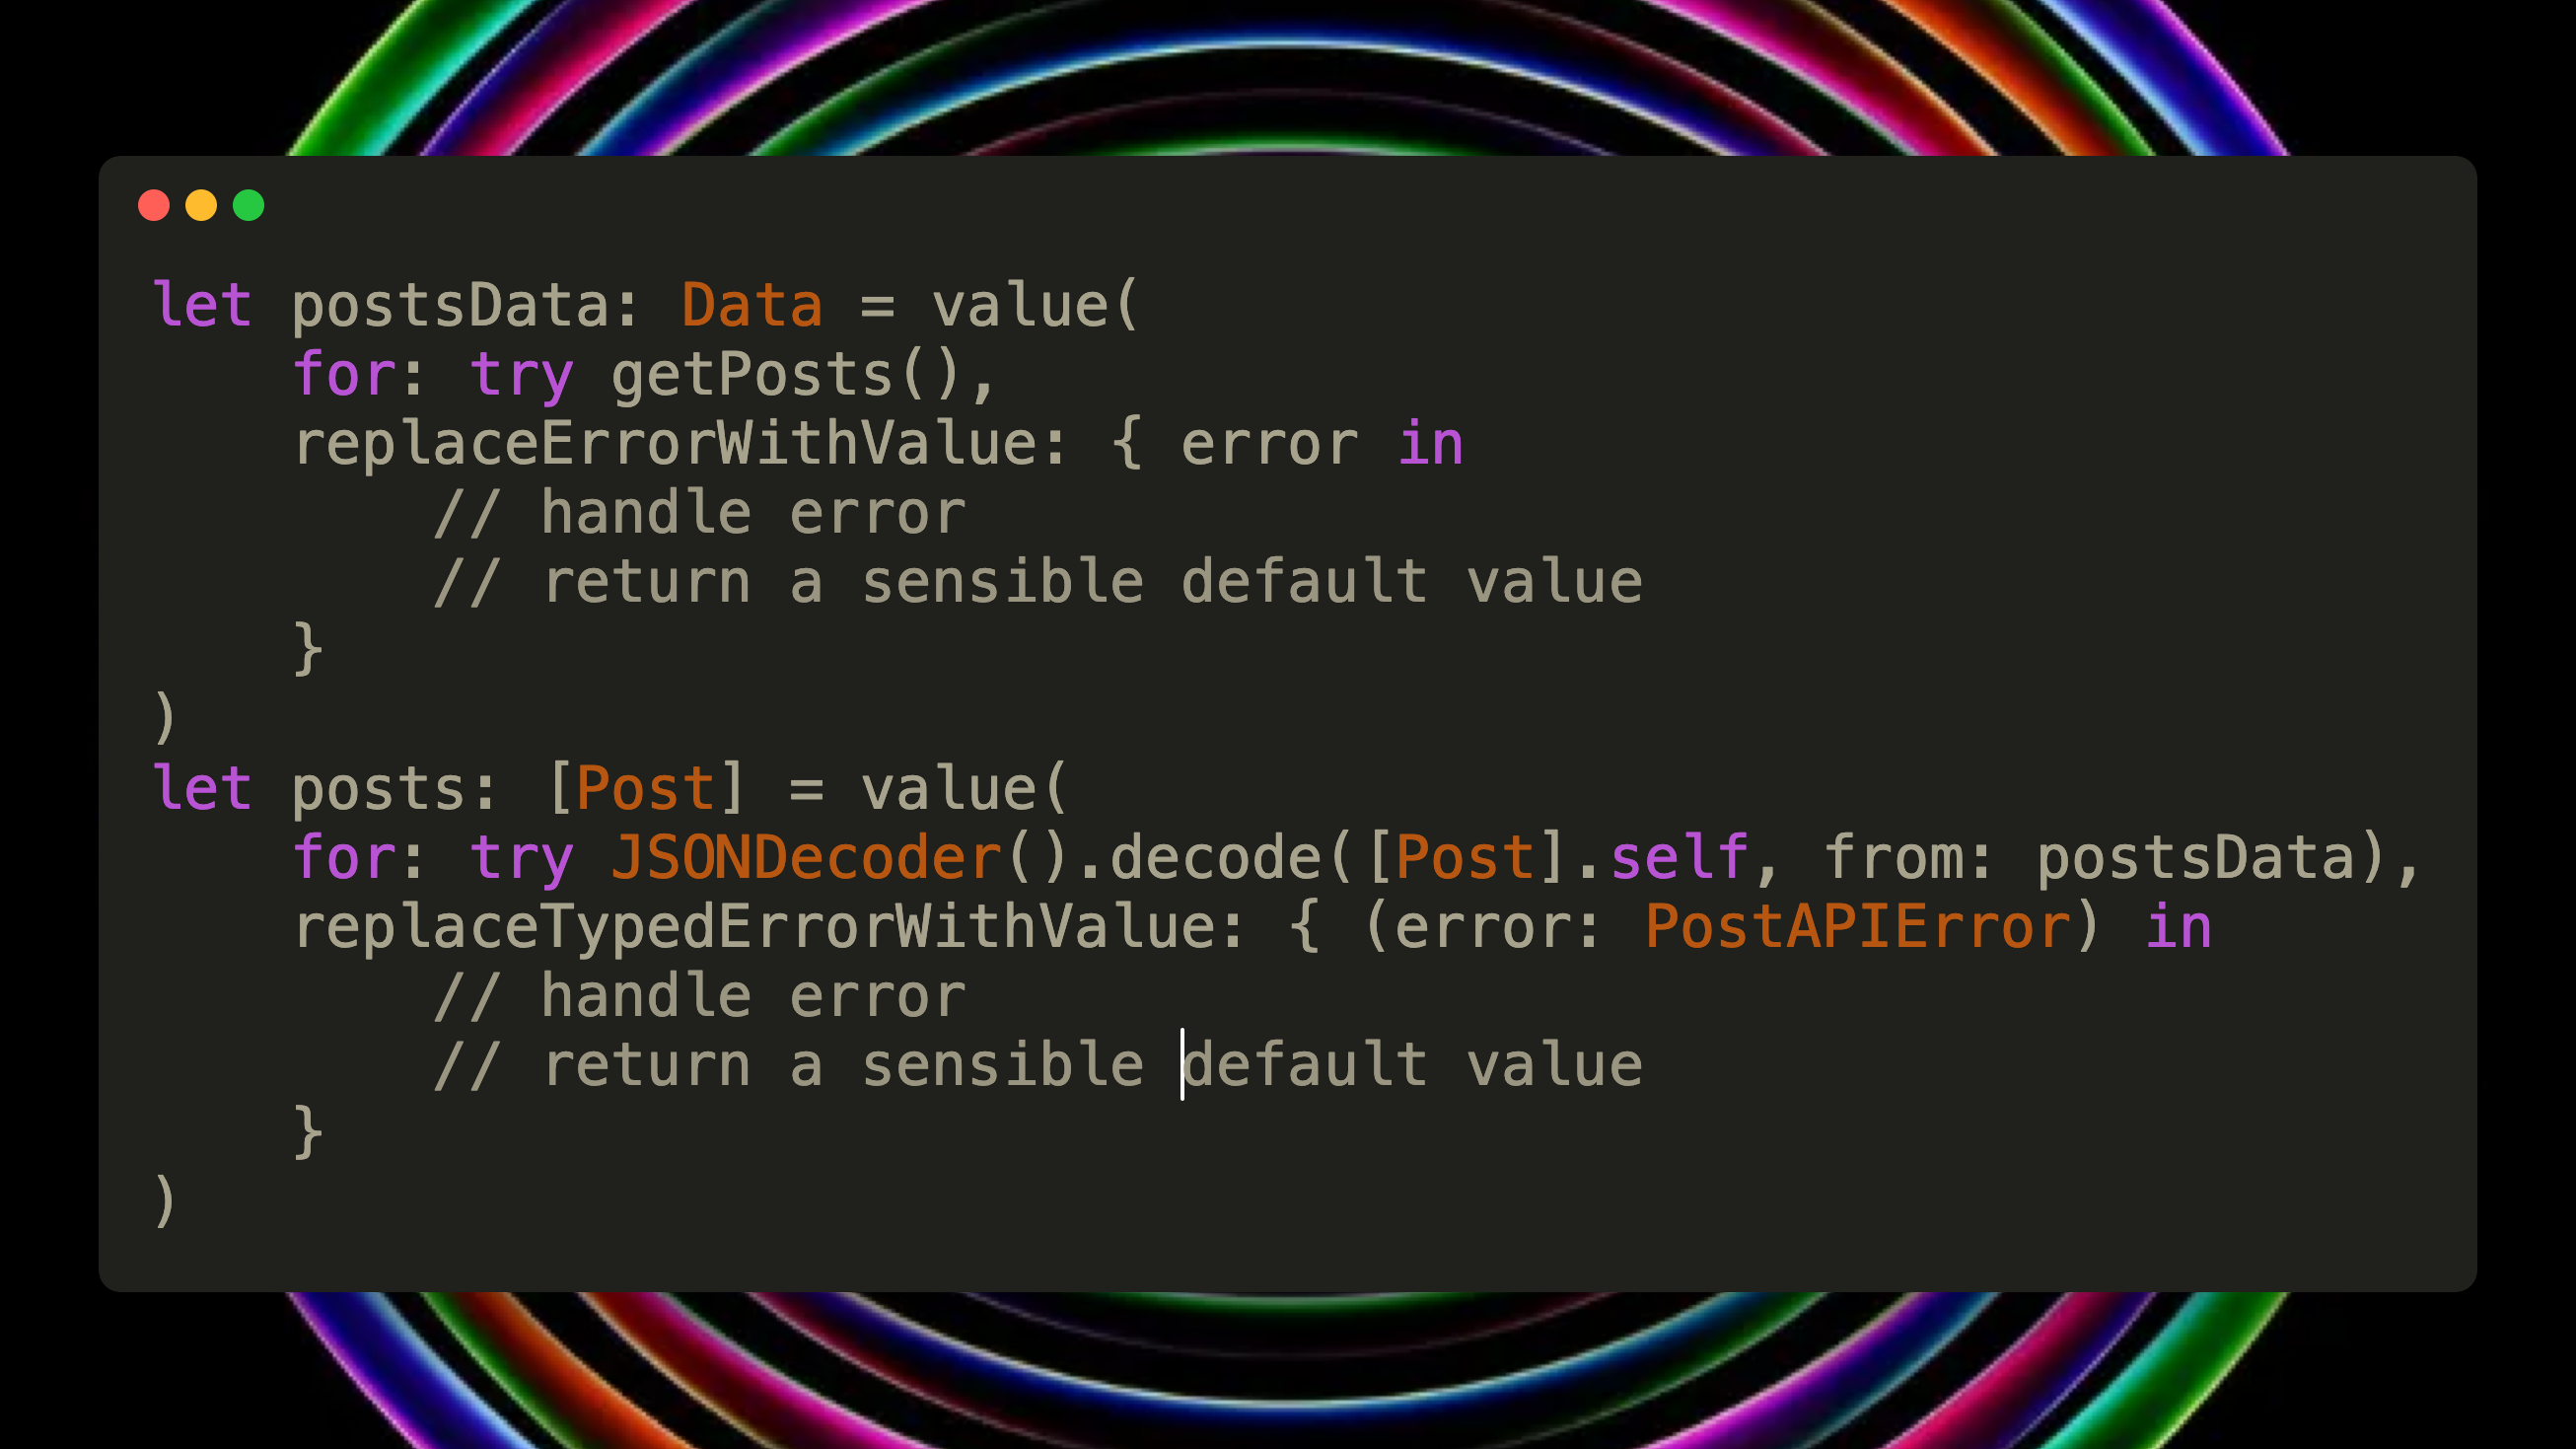 let postsData: Data = value(
    for: try getPosts(),
    replaceErrorWithValue: { error in
        // handle error
        // return a sensible default value
    }
)
let posts: [Post] = value(
    for: try JSONDecoder().decode([Post].self, from: postsData),
    replaceTypedErrorWithValue: { (error: PostAPIError) in
        // handle error
        // return a sensible default value
    }
)